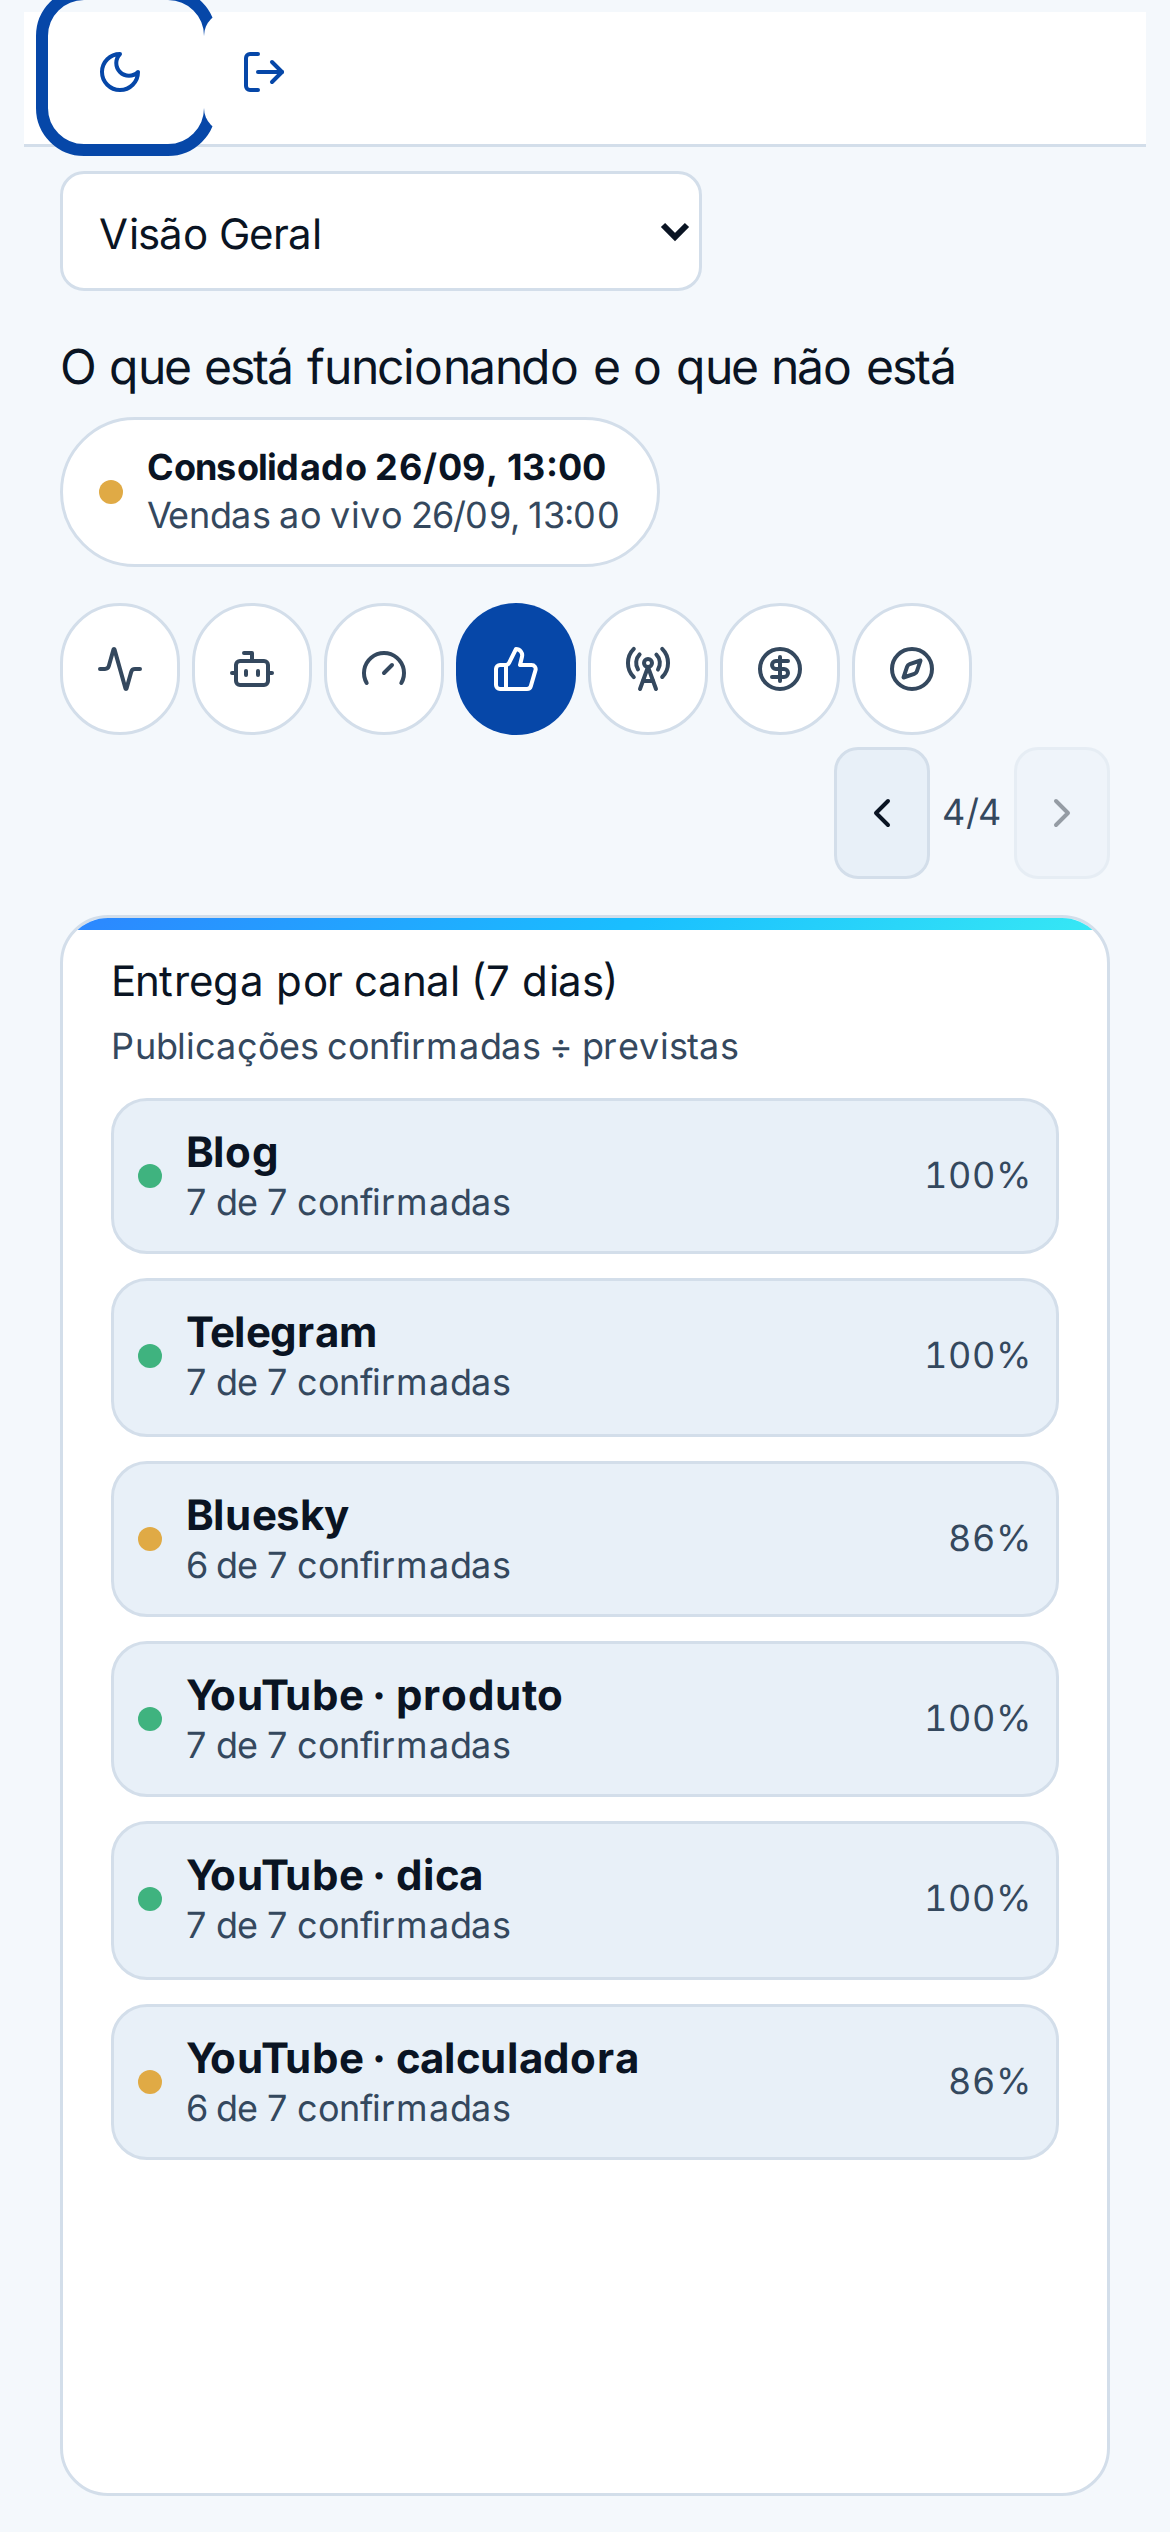 Visão Geral
O que está funcionando e o que não está
Consolidado 26/09, 13:00
Vendas ao vivo 26/09, 13:00
4/4
Entrega por canal (7 dias)
Publicações confirmadas ÷ previstas
Blog
7 de 7 confirmadas
100%
Telegram
7 de 7 confirmadas
100%
Bluesky
6 de 7 confirmadas
86%
YouTube · produto
7 de 7 confirmadas
100%
YouTube · dica
7 de 7 confirmadas
100%
YouTube · calculadora
6 de 7 confirmadas
86%